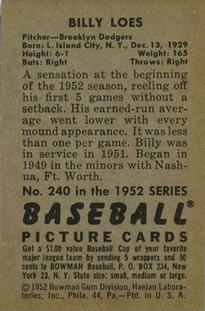 BILLY LOES
Pitcher—Brooklyn Dodgers
Born: L. Island City, N. Y., Dec. 13, 1929
Height: 6-1 Weight: 165
Bats: Right Throws: Right
A sensation at the beginning
of the 1952 season, reeling off
his first 5 games without a
setback. His earned-run aver-
age went lower with every
mound appearance. It was less
than one per game. Billy was
in service in 1951. Began in
1949 in the minors with Nash-
ua, Ft. Worth.
No. 240 in the 1952 SERIES
BASEBALL®
PICTURE CARDS
Get a $1.00 value Baseball Cap of your favorite
major league team by sending 5 wrappers and 50
cents to BOWMAN Baseball, P. O. BOX 234, New
York 23, N. Y. State size: small, medium or large.
©1952 Bowman Gum Division, Haelan Labora-
tories, Inc., Phila. 44, Pa.—Ptd. in U. S. A.